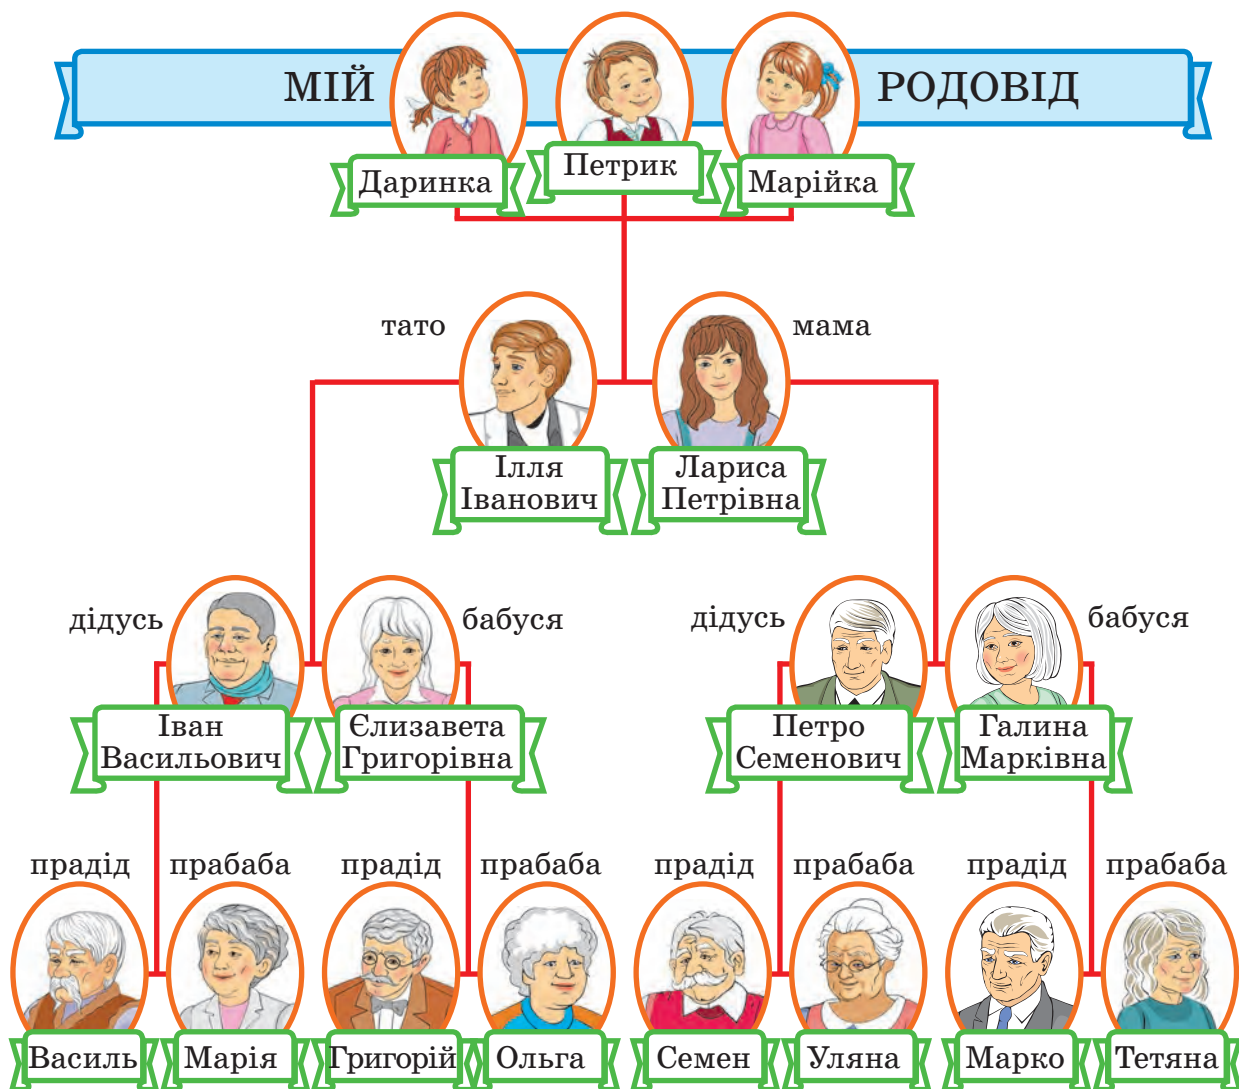 МІЙ РОДОВІД
Даринка
Петрик
Марійка
тато
мама
Ілля
Іванович
Лариса
Петрівна
дідусь
бабуся
дідусь
бабуся
Іван
Васильович
Єлизавета
Григорівна
Петро
Семенович
Галина
Марківна
прадід
прабаба
прадід
прабаба
прадід
прабаба
прадід
прабаба
Василь
Марія
Григорій
Ольга
Семен
Уляна
Марко
Тетяна